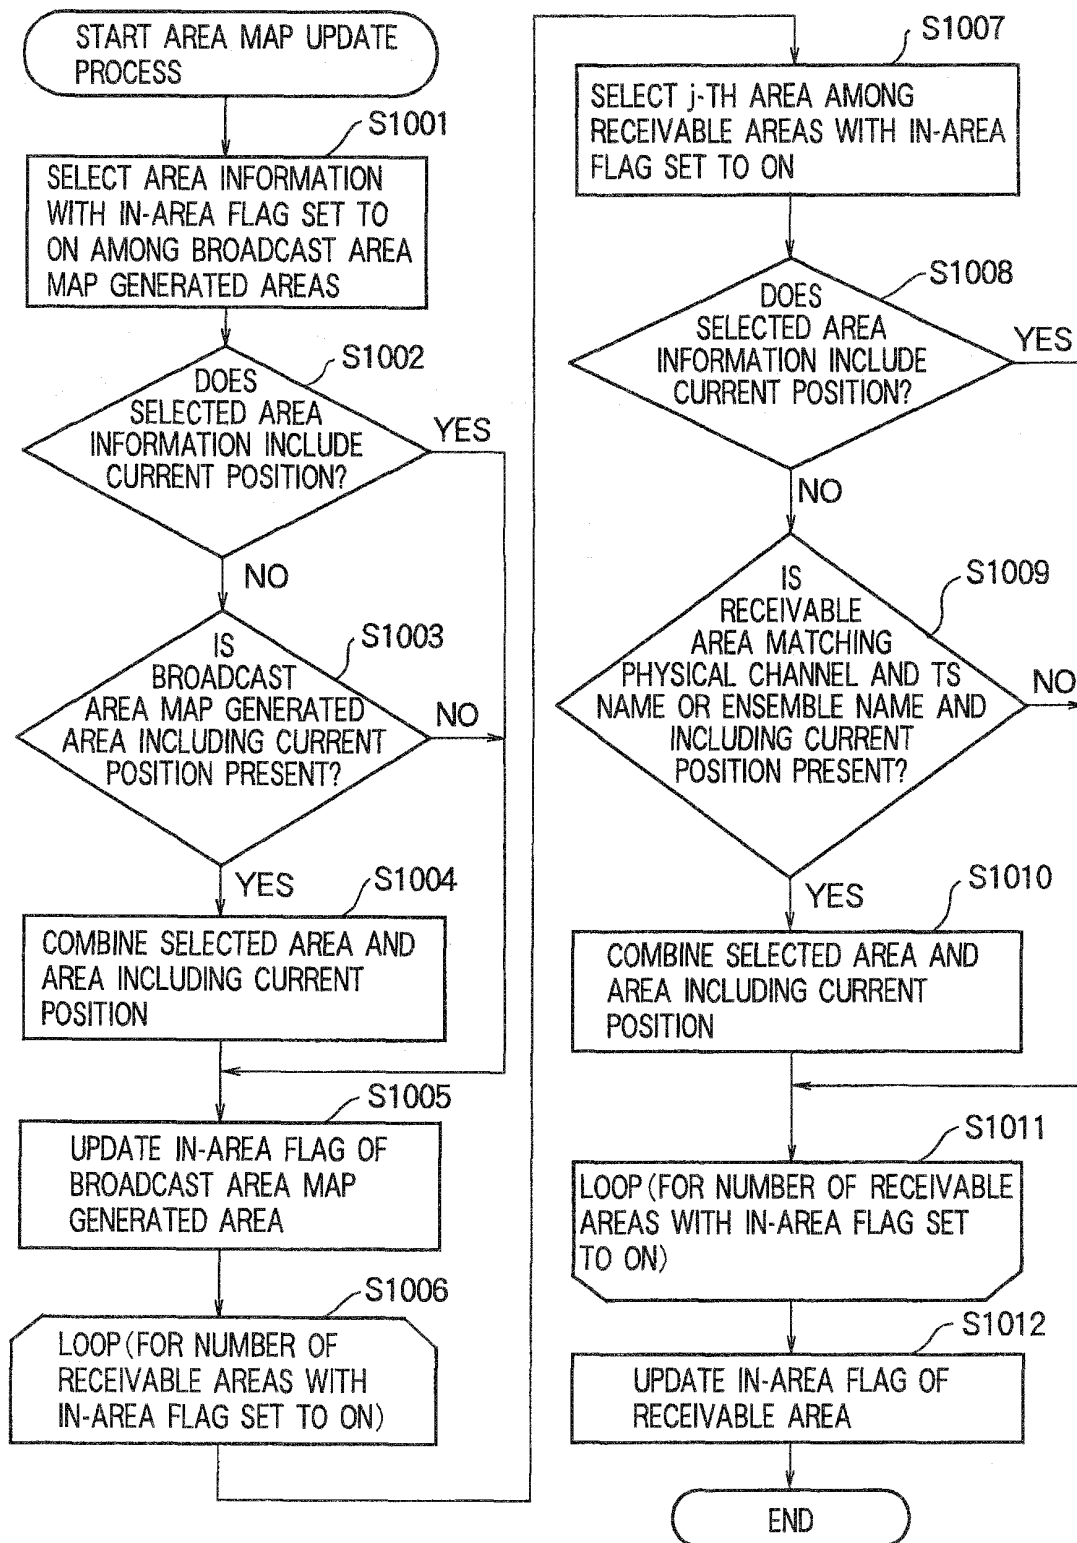 START AREA MAP UPDATE
PROCESS
S1001
SELECT AREA INFORMATION
WITH IN-AREA FLAG SET TO
ON AMONG BROADCAST AREA
MAP GENERATED AREAS
S1002
DOES
SELECTED AREA
INFORMATION INCLUDE
CURRENT POSITION?
YES
NO
S1003
IS
BROADCAST
AREA MAP GENERATED
AREA INCLUDING CURRENT
POSITION PRESENT?
NO
YES
S1004
COMBINE SELECTED AREA AND
AREA INCLUDING CURRENT
POSITION
S1005
UPDATE IN-AREA FLAG OF
BROADCAST AREA MAP
GENERATED AREA
S1006
LOOP(FOR NUMBER OF
RECEIVABLE AREAS WITH
IN-AREA FLAG SET TO ON)
S1007
SELECT j-TH AREA AMONG
RECEIVABLE AREAS WITH IN-AREA
FLAG SET TO ON
S1008
DOES
SELECTED AREA
INFORMATION INCLUDE
CURRENT POSITION?
YES
NO
S1009
IS
RECEIVABLE
AREA MATCHING
PHYSICAL CHANNEL AND TS
NAME OR ENSEMBLE NAME AND
INCLUDING CURRENT
POSITION PRESENT?
NO
YES
S1010
COMBINE SELECTED AREA AND
AREA INCLUDING CURRENT
POSITION
S1011
LOOP(FOR NUMBER OF RECEIVABLE
AREAS WITH IN-AREA FLAG SET
TO ON)
S1012
UPDATE IN-AREA FLAG OF
RECEIVABLE AREA
END